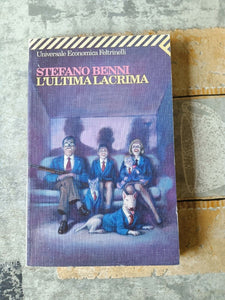 Universale Economica Feltrinelli
STEFANO BENNI
L'ULTIMA LACRIMA